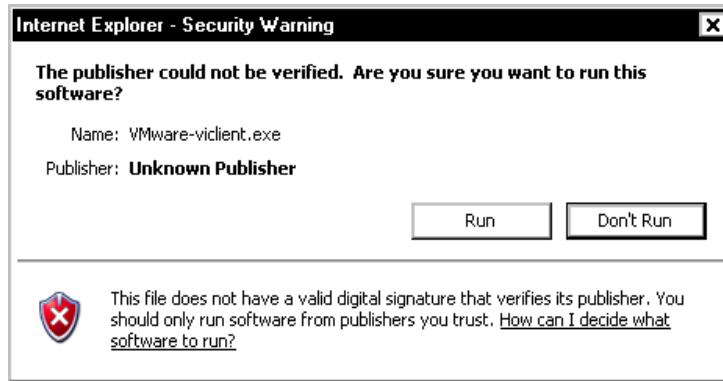 Internet Explorer - Security Warning
The publisher could not be verified.  Are you sure you want to run this
software?
Name: VMware-viclient.exe
Publisher: Unknown Publisher
Run Don't Run
This file does not have a valid digital signature that verifies its publisher. You
should only run software from publishers you trust. How can I decide what
software to run?